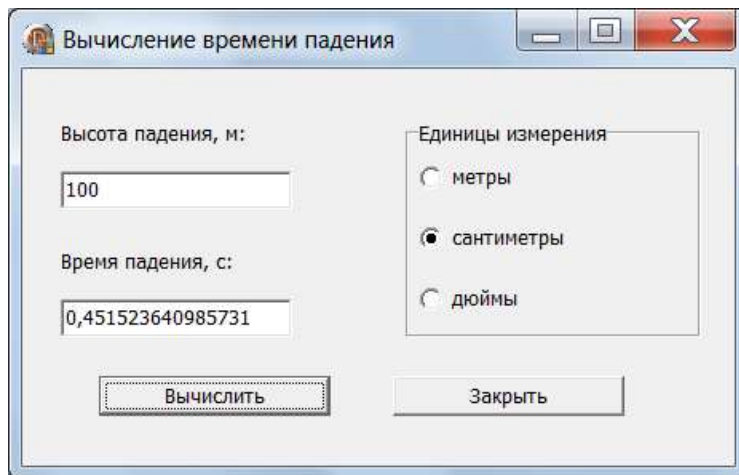 Вычисление времени падения
Высота падения, м:
100
Время падения, с:
0,451523640985731
Единицы измерения
метры
сантиметры
дюймы
Вычислить
Закрыть